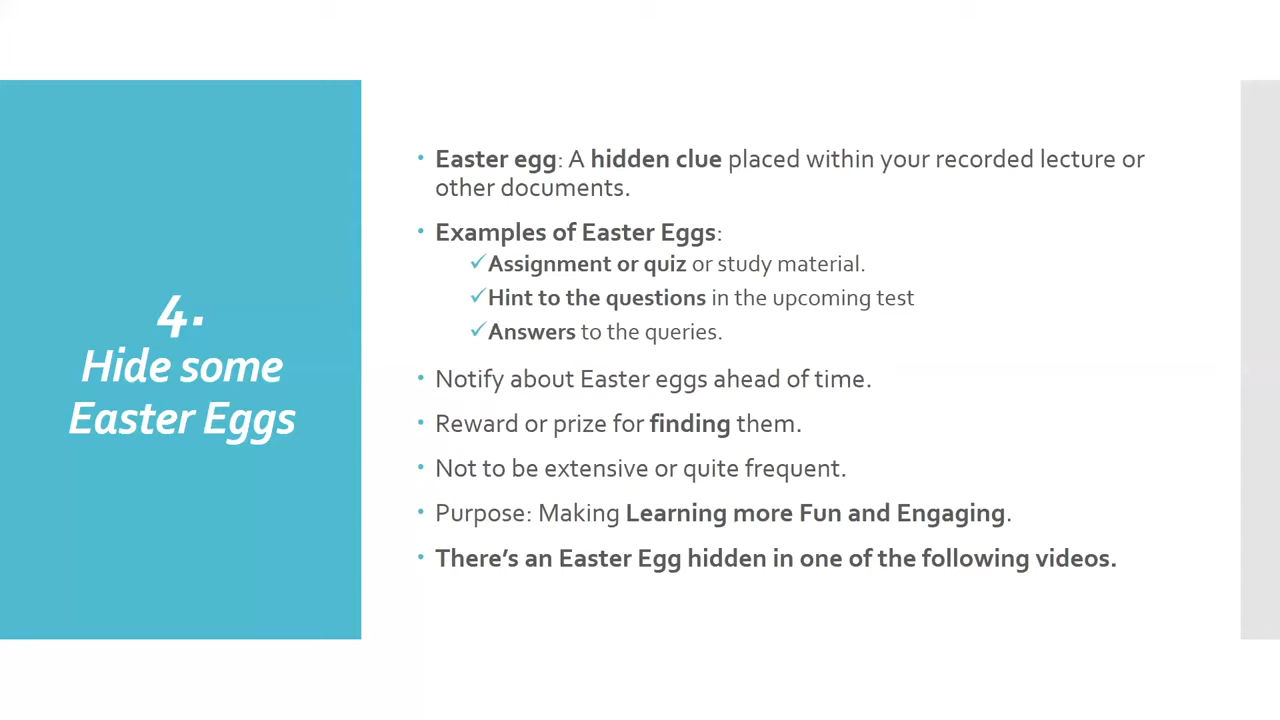 4.
Hide some
Easter Eggs
• Easter egg: A hidden clue placed within your recorded lecture or
other documents.
• Examples of Easter Eggs:
✓Assignment or quiz or study material.
✓Hint to the questions in the upcoming test
✓Answers to the queries.
• Notify about Easter eggs ahead of time.
• Reward or prize for finding them.
• Not to be extensive or quite frequent.
• Purpose: Making Learning more Fun and Engaging.
• There’s an Easter Egg hidden in one of the following videos.